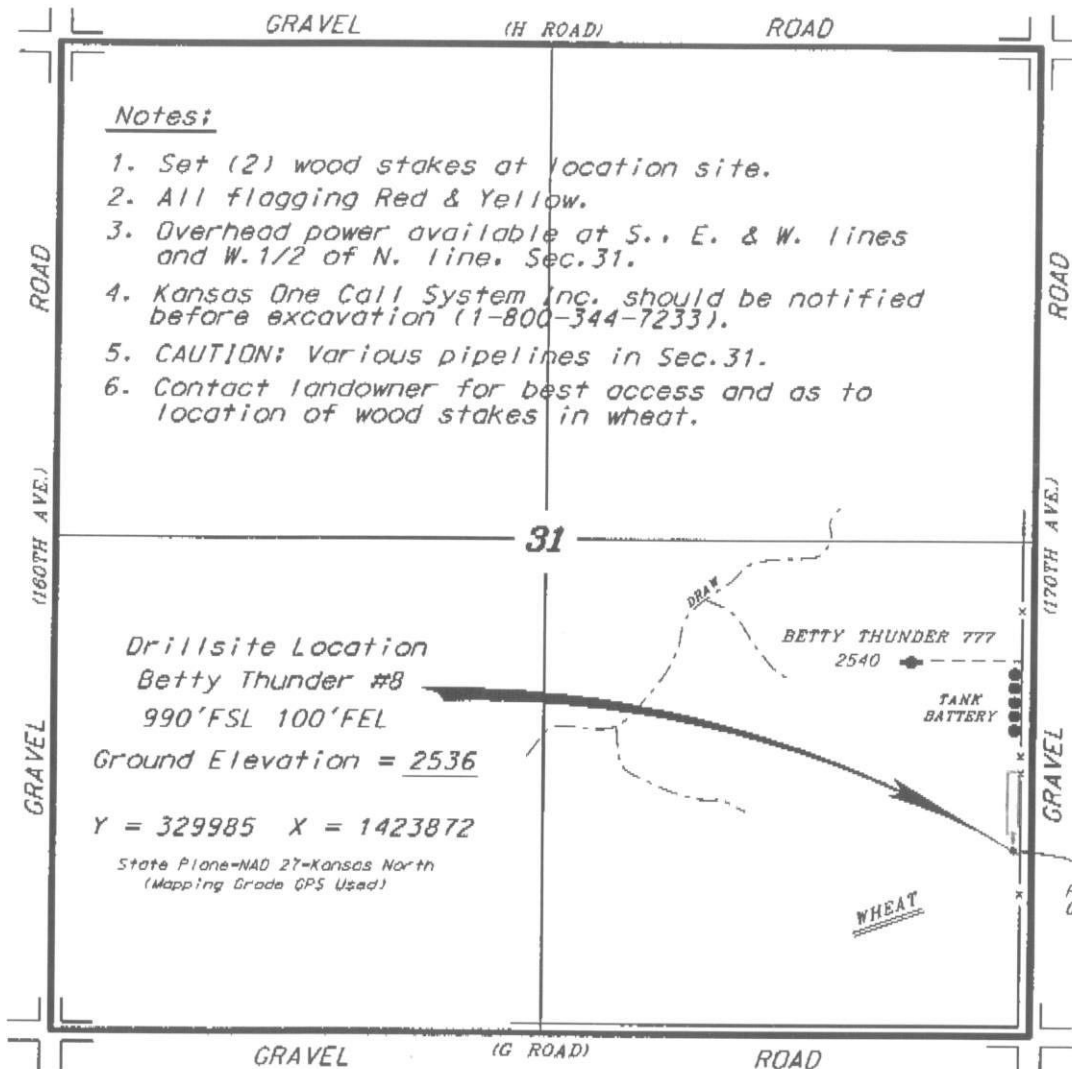 GRAVEL (H ROAD) ROAD
Notes:
1. Set (2) wood stakes at location site.
2. All flagging Red & Yellow.
3. Overhead power available at S., E. & W. lines
and W.1/2 of N. line, Sec.31.
4. Kansas One Call System Inc. should be notified
before excavation (1-800-344-7233).
5. CAUTION: Various pipelines in Sec.31.
6. Contact landowner for best access and as to
location of wood stakes in wheat.
ROAD
(160TH AVE.)
GRAVEL
ROAD
(170TH AVE.)
GRAVEL
31
DRAW
BETTY THUNDER 777
2540
TANK
BATTERY
Drillsite Location
Betty Thunder #8
990'FSL 100'FEL
Ground Elevation = 2536
Y = 329985 X = 1423872
State Plane-NAD 27-Kansas North
(Mapping Grade GPS Used)
WHEAT
GRAVEL (G ROAD) ROAD